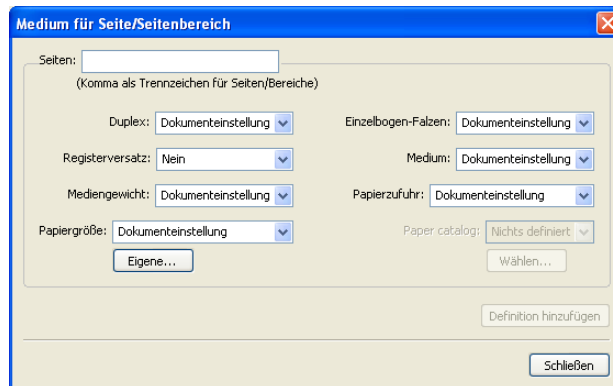 Medium für Seite/Seitenbereich
Seiten:
(Komma als Trennzeichen für Seiten/Bereiche)
Duplex: Dokumenteinstellung Einzelbogen-Falzen: Dokumenteinstellung
Registerversatz: Nein Medium: Dokumenteinstellung
Mediengewicht: Dokumenteinstellung Papierzufuhr: Dokumenteinstellung
Papiergröße: Dokumenteinstellung Paper catalog: Nichts definiert
Eigene... Wählen...
Definition hinzufügen
Schließen